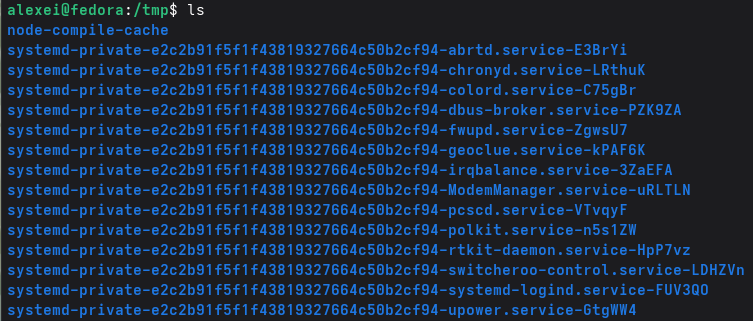 alexei@fedora:/tmp$ ls
node-compile-cache
systemd-private-e2c2b91f5f1f43819327664c50b2cf94-abrtd.service-E3BrYi
systemd-private-e2c2b91f5f1f43819327664c50b2cf94-chronyd.service-LRthuK
systemd-private-e2c2b91f5f1f43819327664c50b2cf94-colord.service-C75gBr
systemd-private-e2c2b91f5f1f43819327664c50b2cf94-dbus-broker.service-PZK9ZA
systemd-private-e2c2b91f5f1f43819327664c50b2cf94-fwupd.service-ZgwsU7
systemd-private-e2c2b91f5f1f43819327664c50b2cf94-geoclue.service-kPAF6K
systemd-private-e2c2b91f5f1f43819327664c50b2cf94-irqbalance.service-3ZaEFA
systemd-private-e2c2b91f5f1f43819327664c50b2cf94-ModemManager.service-uRLTLN
systemd-private-e2c2b91f5f1f43819327664c50b2cf94-pcscd.service-VTvqyF
systemd-private-e2c2b91f5f1f43819327664c50b2cf94-polkit.service-n5s1ZW
systemd-private-e2c2b91f5f1f43819327664c50b2cf94-rtkit-daemon.service-HpP7vz
systemd-private-e2c2b91f5f1f43819327664c50b2cf94-switcheroo-control.service-LDHZVn
systemd-private-e2c2b91f5f1f43819327664c50b2cf94-systemd-logind.service-FUV3QO
systemd-private-e2c2b91f5f1f43819327664c50b2cf94-upower.service-GtgWW4